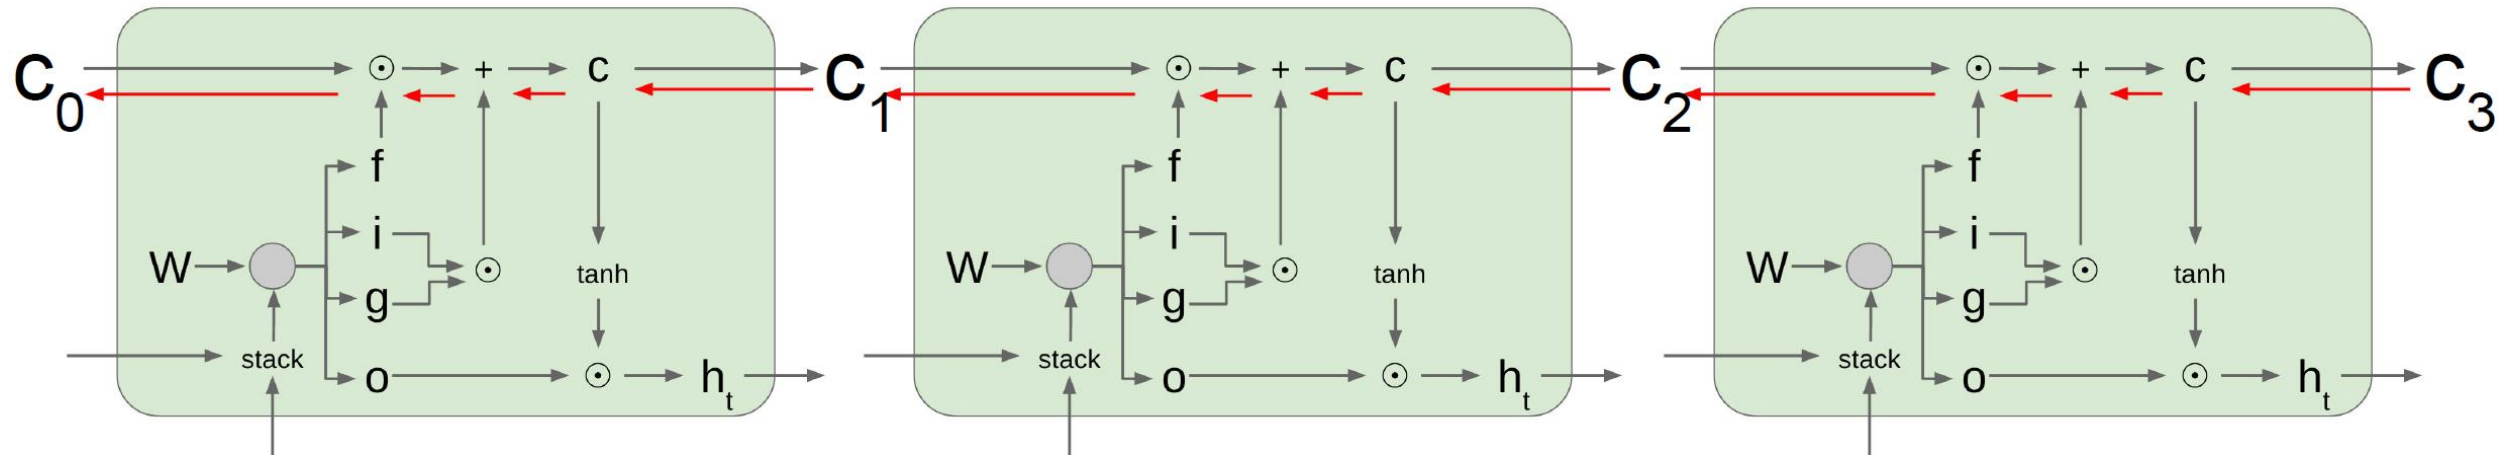 C0 ⊙ + c C1 ⊙ + c C2 ⊙ + c C3
f f f
i i i
W ⊙ tanh W ⊙ tanh W ⊙ tanh
g g g
stack stack stack
o ⊙ ht o ⊙ ht o ⊙ ht